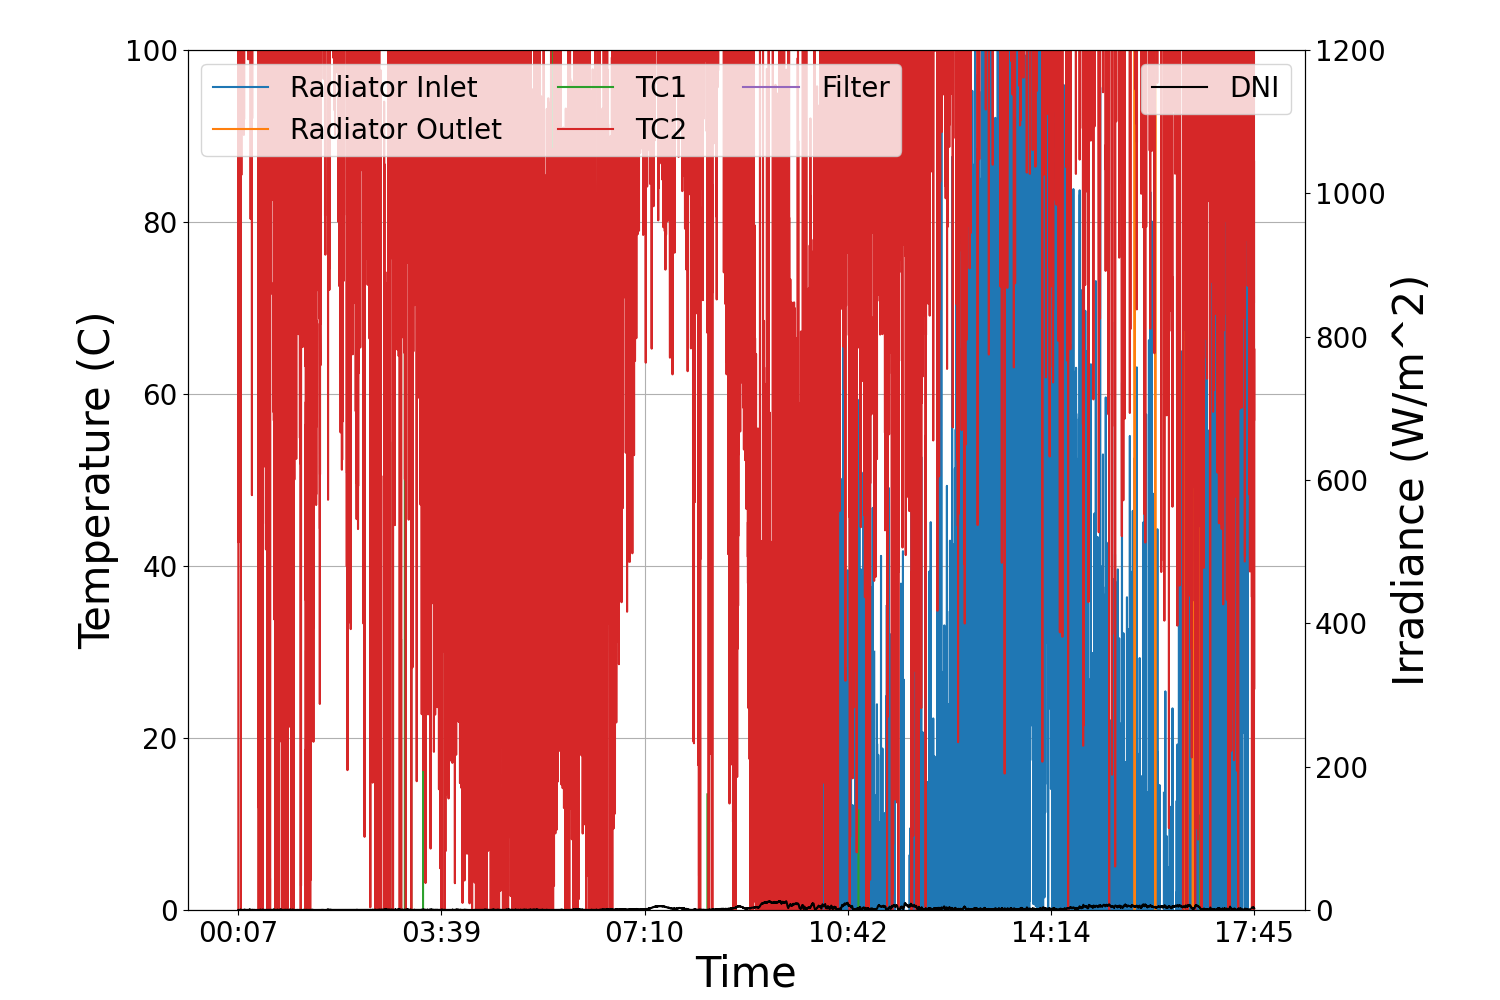 100
80
60
40
20
0
Temperature (C)
Radiator Inlet
Radiator Outlet
TC1
TC2
Filter
DNI
1200
1000
800
600
400
200
0
Irradiance (W/m^2)
00:07
03:39
07:10
10:42
14:14
17:45
Time